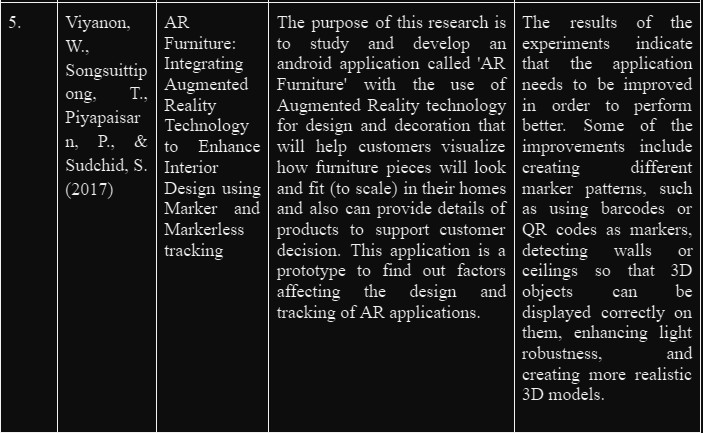 5.
Viyanon,
W.,
Songsuittip
ong, T.,
Piyapaisar
n, P., &
Sudchid, S.
(2017)
AR
Furniture:
Integrating
Augmented
Reality
Technology
to Enhance
Interior
Design using
Marker and
Markerless
tracking
The purpose of this research is
to study and develop an
android application called 'AR
Furniture' with the use of
Augmented Reality technology
for design and decoration that
will help customers visualize
how furniture pieces will look
and fit (to scale) in their homes
and also can provide details of
products to support customer
decision. This application is a
prototype to find out factors
affecting the design and
tracking of AR applications.
The results of the
experiments indicate
that the application
needs to be improved
in order to perform
better. Some of the
improvements include
creating different
marker patterns, such
as using barcodes or
QR codes as markers,
detecting walls or
ceilings so that 3D
objects can be
displayed correctly on
them, enhancing light
robustness, and
creating more realistic
3D models.